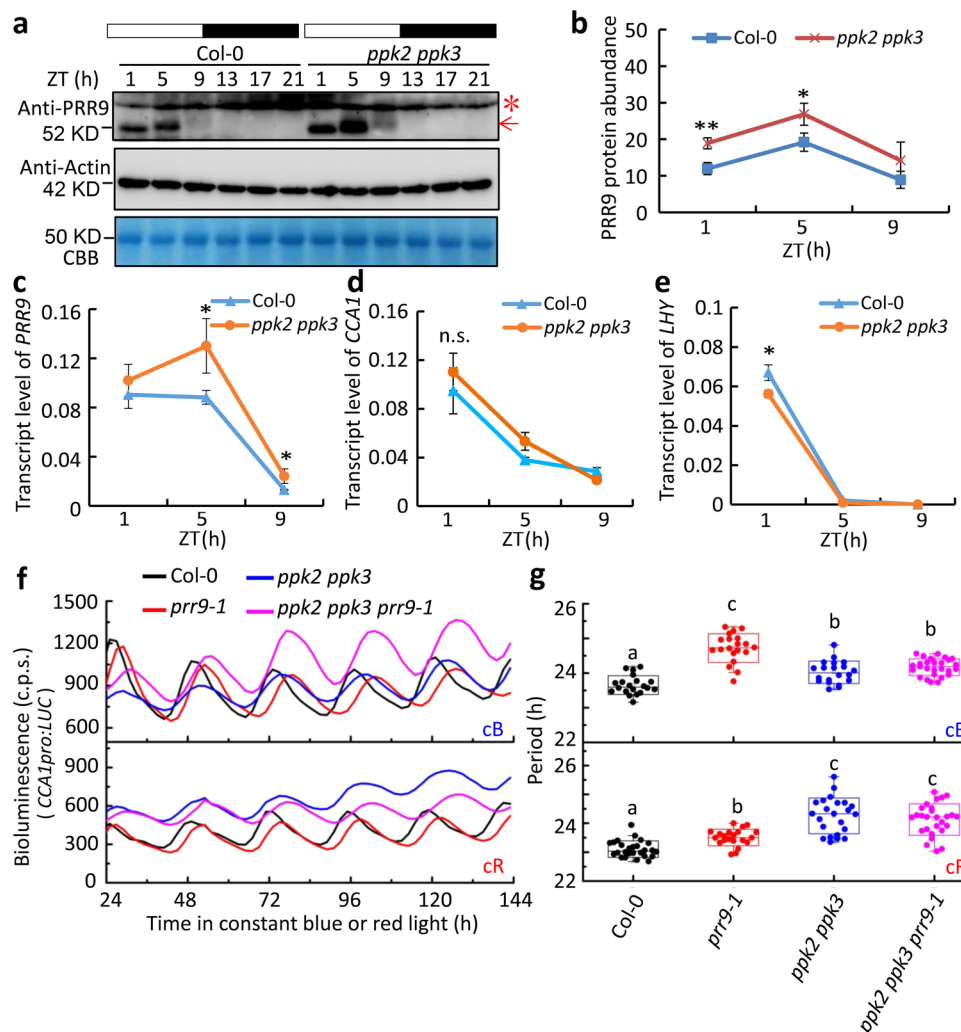 a
Col-0 ppk2 ppk3
ZT (h) 1 5 9 13 17 21 1 5 9 13 17 21
Anti-PRR9 *
52 KD
Anti-Actin
42 KD
50 KD
CBB
b
Col-0 ppk2 ppk3
PRR9 protein abundance
50
40
30
20
10
0
** *
1 5 9
ZT (h)
c
Col-0
ppk2 ppk3
Transcript level of PRR9
0.16
0.12
0.08
0.04
0
* *
1 5 9
ZT(h)
d
Col-0
ppk2 ppk3
Transcript level of CCA1
0.16
0.12
0.08
0.04
0
n.s.
1 5 9
ZT(h)
e
Col-0
ppk2 ppk3
Transcript level of LHY
0.1
0.08
0.06
0.04
0.02
0
*
1 5 9
ZT(h)
f
Col-0 ppk2 ppk3
prr9-1 ppk2 ppk3 prr9-1
Bioluminescence (c.p.s.)
(CCA1pro:LUC)
1500
1200
900
600
cB
900
600
300
0
cR
24 48 72 96 120 144
Time in constant blue or red light (h)
g
Period (h)
26
24
22
a c b b
cB
26
24
22
a b c c
cR
Col-0
prr9-1
ppk2 ppk3
ppk2 ppk3 prr9-1